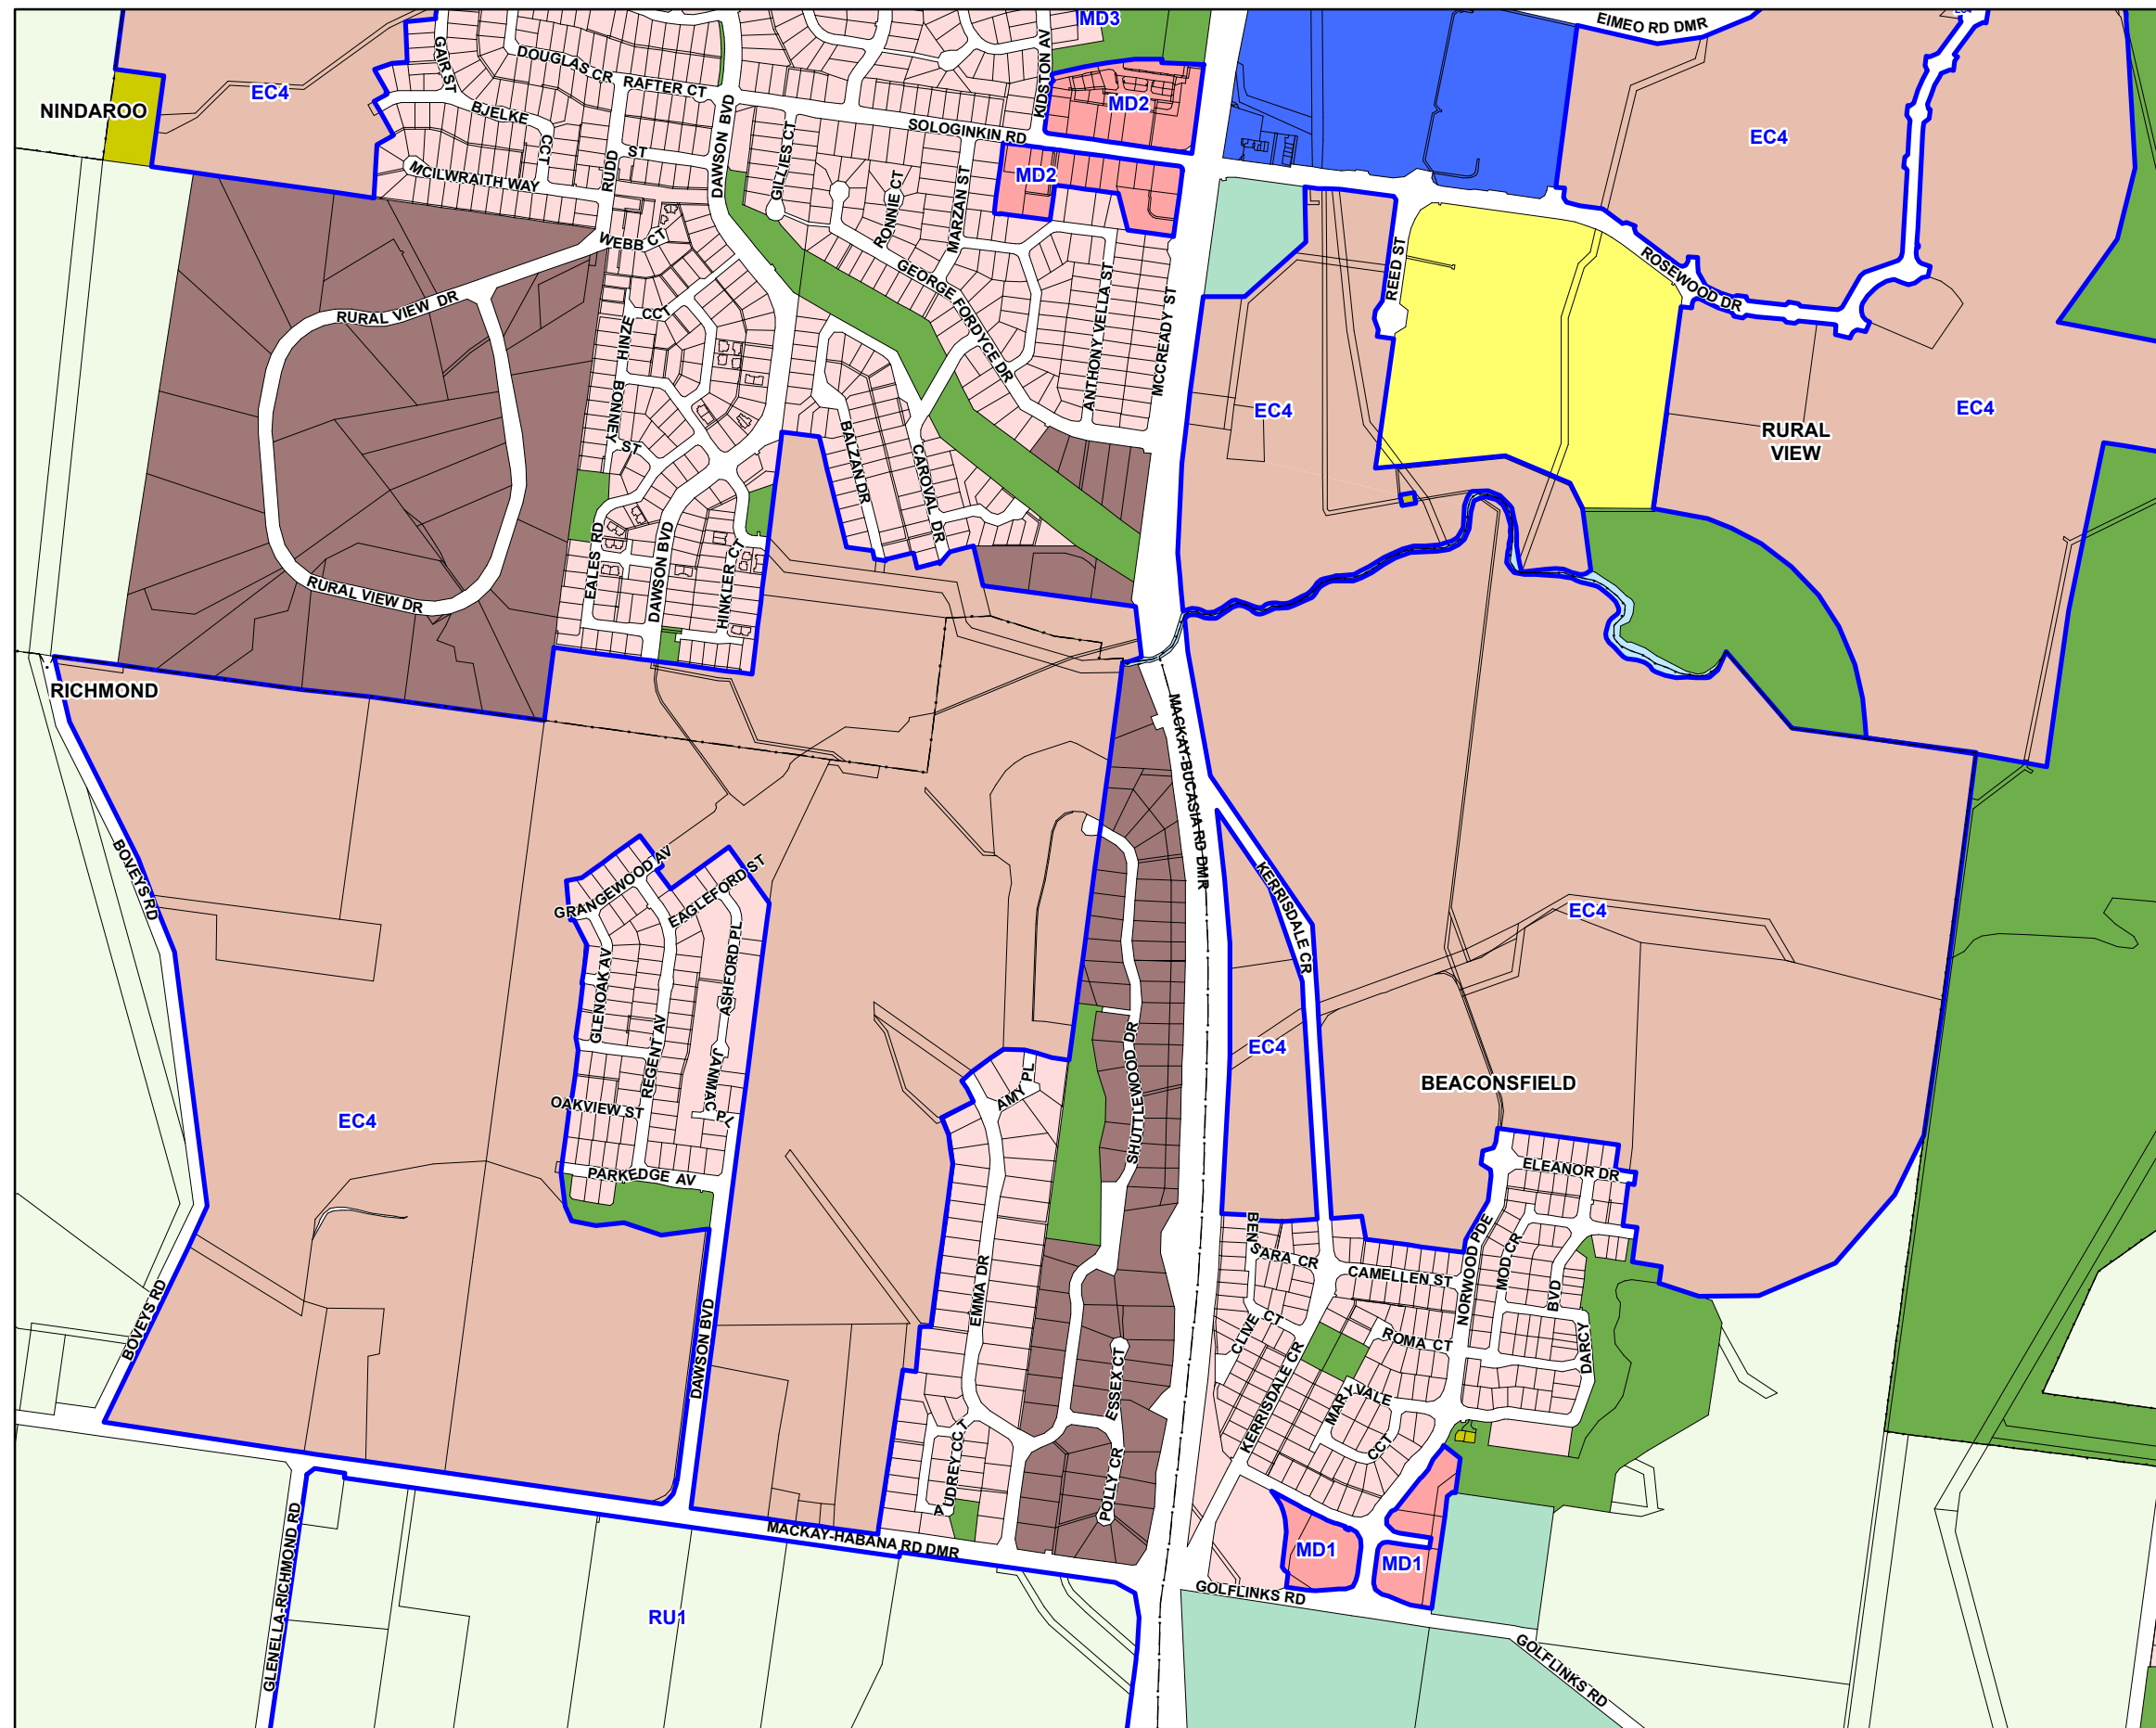 MD3
EIMEO RD DMR
GAIR ST
DOUGLAS CR
RAFTER CT
KIDSTON AV
EC4
NINDAROO
BJELKE
CCT
DAWSON BVD
MD2
SOLOGINKIN RD
EC4
RUDD
ST
GILLIES CT
MCILWRAITH WAY
RONNIE CT
MARZAN ST
MD2
WEBB CT
REED ST
ROSEWOOD DR
GEORGE FORDYCE DR
ANTHONY VELLA ST
MCCREADY ST
RURAL VIEW DR
HINZE
CCT
EC4
EC4
BONNEY
ST
RURAL
VIEW
BALZAN DR
CAROVAL DR
EALES RD
DAWSON BVD
HINKLER CT
RURAL VIEW DR
RICHMOND
MACKAY-BUCASIA RD DMR
BOVEYS RD
GRANGEWOOD AV
EAGLEFORD ST
KERRISDALE CR
EC4
GLENOAK AV
ASHFORD PL
REGENT AV
JANMAC
PL
EC4
SHUTTLEWOOD DR
AMY PL
BEACONSFIELD
OAKVIEW ST
EC4
PARKEDGE AV
ELEANOR DR
BEN
SARA CR
NORWOOD PDE
MOD CR
EMMA DR
CAMELLEN ST
BVD
BOVEYS RD
DAWSON BVD
CLIVE CT
ROMA CT
DARCY
ESSEX CT
KERRISDALE CR
MARYVALE
CCT
AUDREY CCT
POLLY CR
GLENELLA-RICHMOND RD
MACKAY-HABANA RD DMR
MD1
MD1
GOLFLINKS RD
RU1
GOLFLINKS RD